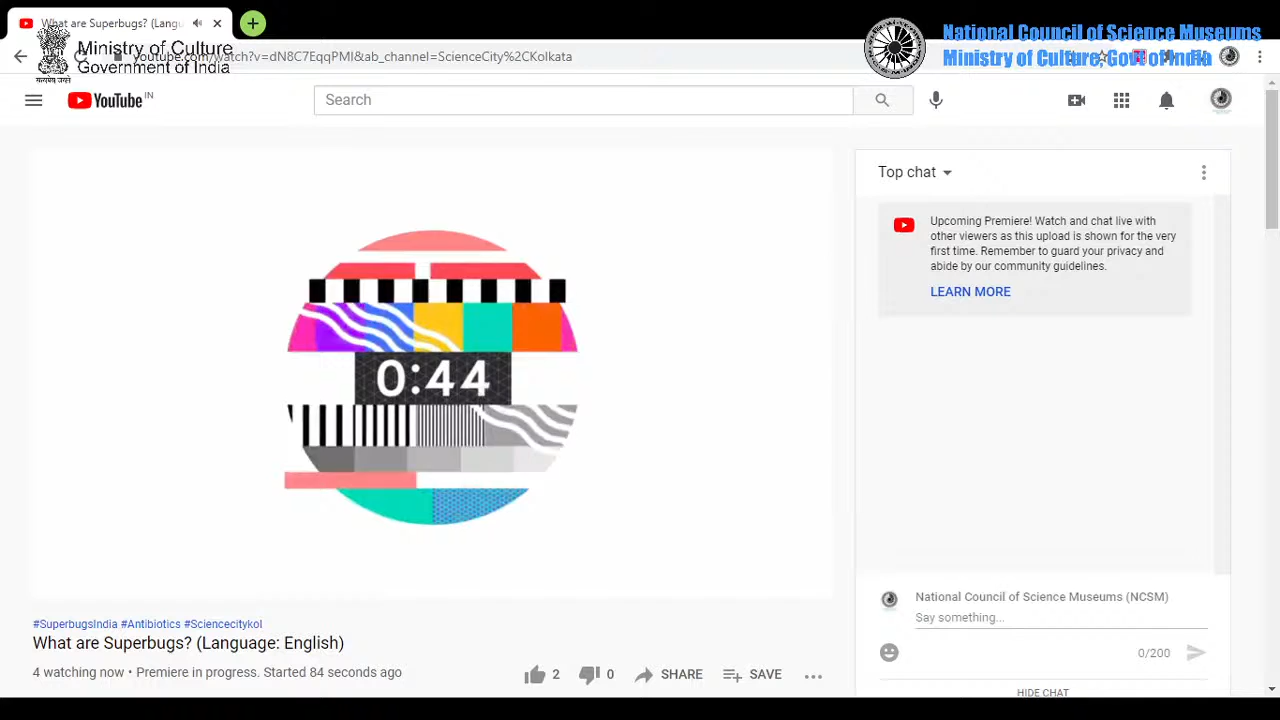 What are Superbugs? (Langu
Ministry of Culture
Government of India
youtube.com/watch?v=dN8C7EqqPMI&ab_channel=ScienceCity%2CKolkata
National Council of Science Museums
Ministry of Culture, Govt of India
सत्यमेव जयते
YouTube IN
Search
Top chat
Upcoming Premiere! Watch and chat live with
other viewers as this upload is shown for the very
first time. Remember to guard your privacy and
abide by our community guidelines.
LEARN MORE
0:44
National Council of Science Museums (NCSM)
Say something...
0/200
HIDE CHAT
#SuperbugsIndia #Antibiotics #Sciencecitykol
What are Superbugs? (Language: English)
4 watching now • Premiere in progress. Started 84 seconds ago
2 0 SHARE SAVE